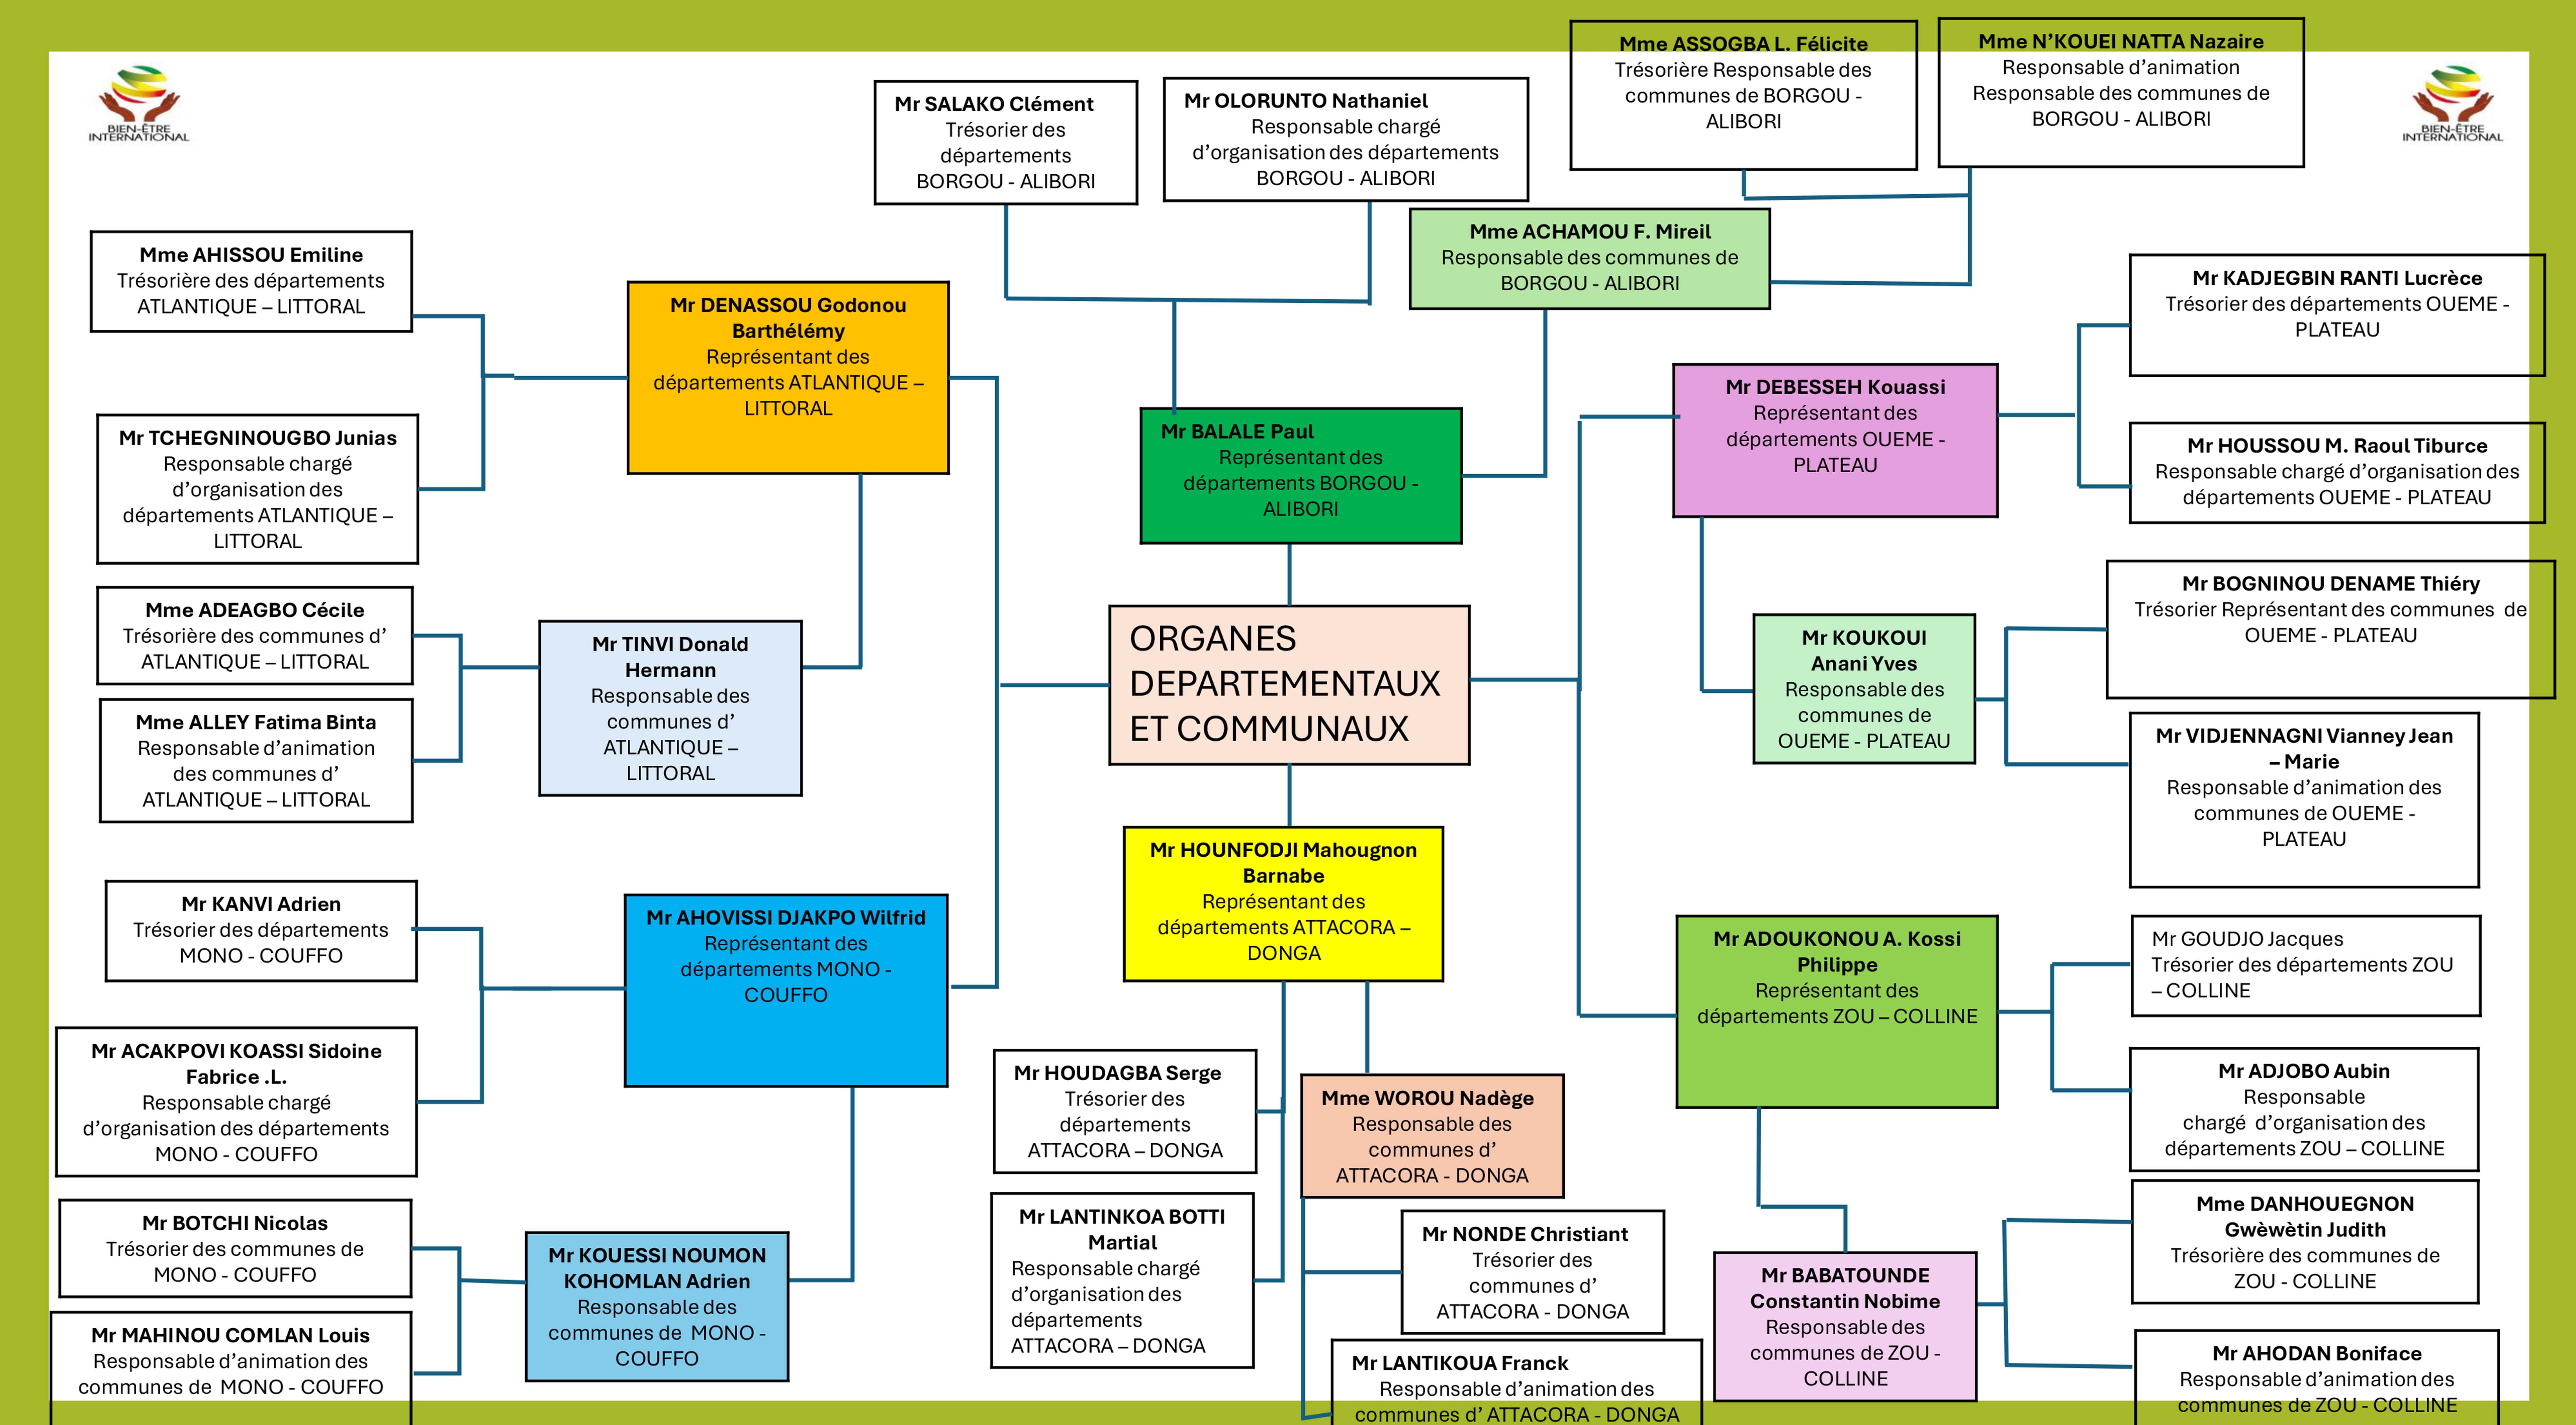 BIEN-ÊTRE
INTERNATIONAL
Mr SALAKO Clément
Trésorier des
départements
BORGOU - ALIBORI
Mr OLORUNTO Nathaniel
Responsable chargé
d’organisation des départements
BORGOU - ALIBORI
Mme ASSOGBA L. Félicite
Trésorière Responsable des
communes de BORGOU -
ALIBORI
Mme N’KOUEI NATTA Nazaire
Responsable d’animation
Responsable des communes de
BORGOU - ALIBORI
BIEN-ÊTRE
INTERNATIONAL
Mme ACHAMOU F. Mireil
Responsable des communes de
BORGOU - ALIBORI
Mme AHISSOU Emiline
Trésorière des départements
ATLANTIQUE – LITTORAL
Mr DENASSOU Godonou
Barthélémy
Représentant des
départements ATLANTIQUE –
LITTORAL
Mr TCHEGNINOUGBO Junias
Responsable chargé
d’organisation des
départements ATLANTIQUE –
LITTORAL
Mr BALALE Paul
Représentant des
départements BORGOU -
ALIBORI
Mr DEBESSEH Kouassi
Représentant des
départements OUEME -
PLATEAU
Mr KADJEGBIN RANTI Lucrèce
Trésorier des départements OUEME -
PLATEAU
Mr HOUSSOU M. Raoul Tiburce
Responsable chargé d’organisation des
départements OUEME - PLATEAU
Mme ADEAGBO Cécile
Trésorière des communes d’
ATLANTIQUE – LITTORAL
Mme ALLEY Fatima Binta
Responsable d’animation
des communes d’
ATLANTIQUE – LITTORAL
Mr TINVI Donald
Hermann
Responsable des
communes d’
ATLANTIQUE –
LITTORAL
ORGANES
DEPARTEMENTAUX
ET COMMUNAUX
Mr KOUKOUI
Anani Yves
Responsable des
communes de
OUEME - PLATEAU
Mr BOGNINOU DENAME Thiéry
Trésorier Représentant des communes de
OUEME - PLATEAU
Mr VIDJENNAGNI Vianney Jean
– Marie
Responsable d’animation des
communes de OUEME -
PLATEAU
Mr KANVI Adrien
Trésorier des départements
MONO - COUFFO
Mr AHOVISSI DJAKPO Wilfrid
Représentant des
départements MONO -
COUFFO
Mr ACAKPOVI KOASSI Sidoine
Fabrice .L.
Responsable chargé
d’organisation des départements
MONO - COUFFO
Mr HOUNFODJI Mahougnon
Barnabe
Représentant des
départements ATTACORA –
DONGA
Mr ADOUKONOU A. Kossi
Philippe
Représentant des
départements ZOU – COLLINE
Mr GOUDJO Jacques
Trésorier des départements ZOU
– COLLINE
Mr ADJOBO Aubin
Responsable
chargé d’organisation des
départements ZOU – COLLINE
Mr HOUDAGBA Serge
Trésorier des
départements
ATTACORA – DONGA
Mme WOROU Nadège
Responsable des
communes d’
ATTACORA - DONGA
Mr BOTCHI Nicolas
Trésorier des communes de
MONO - COUFFO
Mr MAHINOU COMLAN Louis
Responsable d’animation des
communes de MONO - COUFFO
Mr KOUESSI NOUMON
KOHOMLAN Adrien
Responsable des
communes de MONO -
COUFFO
Mr LANTINKOA BOTTI
Martial
Responsable chargé
d’organisation des
départements
ATTACORA – DONGA
Mr NONDE Christiant
Trésorier des
communes d’
ATTACORA - DONGA
Mr LANTIKOUA Franck
Responsable d’animation des
communes d’ ATTACORA - DONGA
Mr BABATOUNDE
Constantin Nobime
Responsable des
communes de ZOU -
COLLINE
Mme DANHOUEGNON
Gwèwètin Judith
Trésorière des communes de
ZOU - COLLINE
Mr AHODAN Boniface
Responsable d’animation des
communes de ZOU - COLLINE